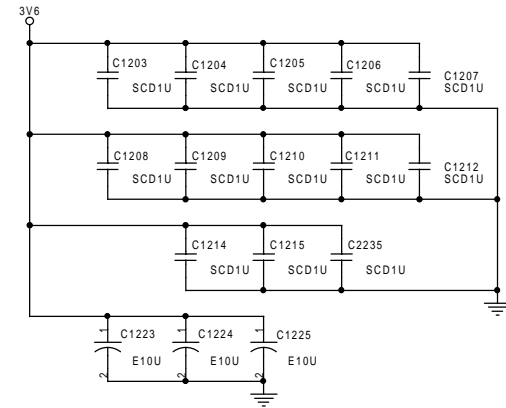 3V6
C1203 C1204 C1205 C1206 C1207
SCD1U SCD1U SCD1U SCD1U SCD1U
C1208 C1209 C1210 C1211 C1212
SCD1U SCD1U SCD1U SCD1U SCD1U
C1214 C1215 C2235
SCD1U SCD1U SCD1U
1 C1223 1 C1224 1 C1225
E10U E10U E10U
2 2 2